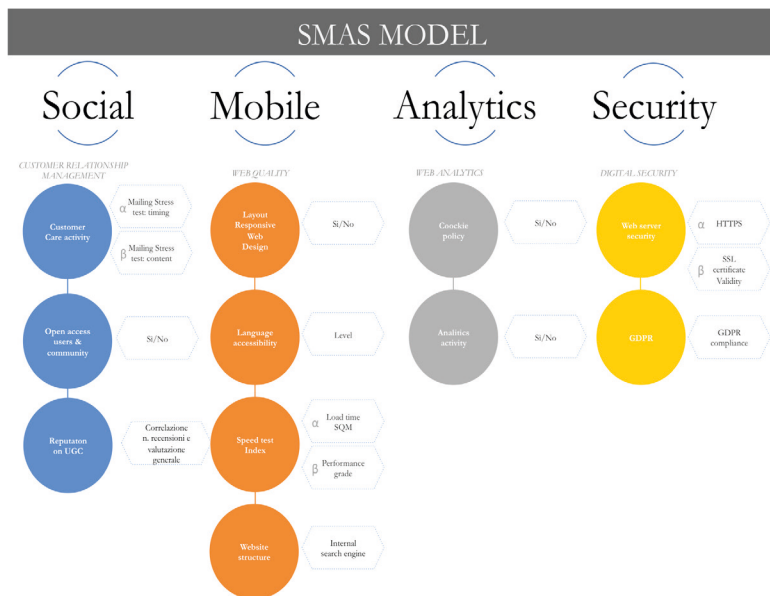 SMAS MODEL
Social
Mobile
Analytics
Security
CUSTOMER RELATIONSHIP
MANAGEMENT
WEB QUALITY
WEB ANALYTICS
DIGITAL SECURITY
Customer
Care activity
α Mailing Stress
test: timing
β Mailing Stress
test: content
Open access
users &
community
Si/No
Reputaton
on UGC
Correlazione
n. recensioni e
valutazione
generale
Layout
Responsive
Web
Design
Si/No
Language
accessibility
Level
Speed test
Index
α Load time
SQM
β Performance
grade
Website
structure
Internal
search engine
Coockie
policy
Si/No
Analitics
activity
Si/No
Web server
security
α HTTPS
β SSL
certificate
Validity
GDPR
GDPR
compliance